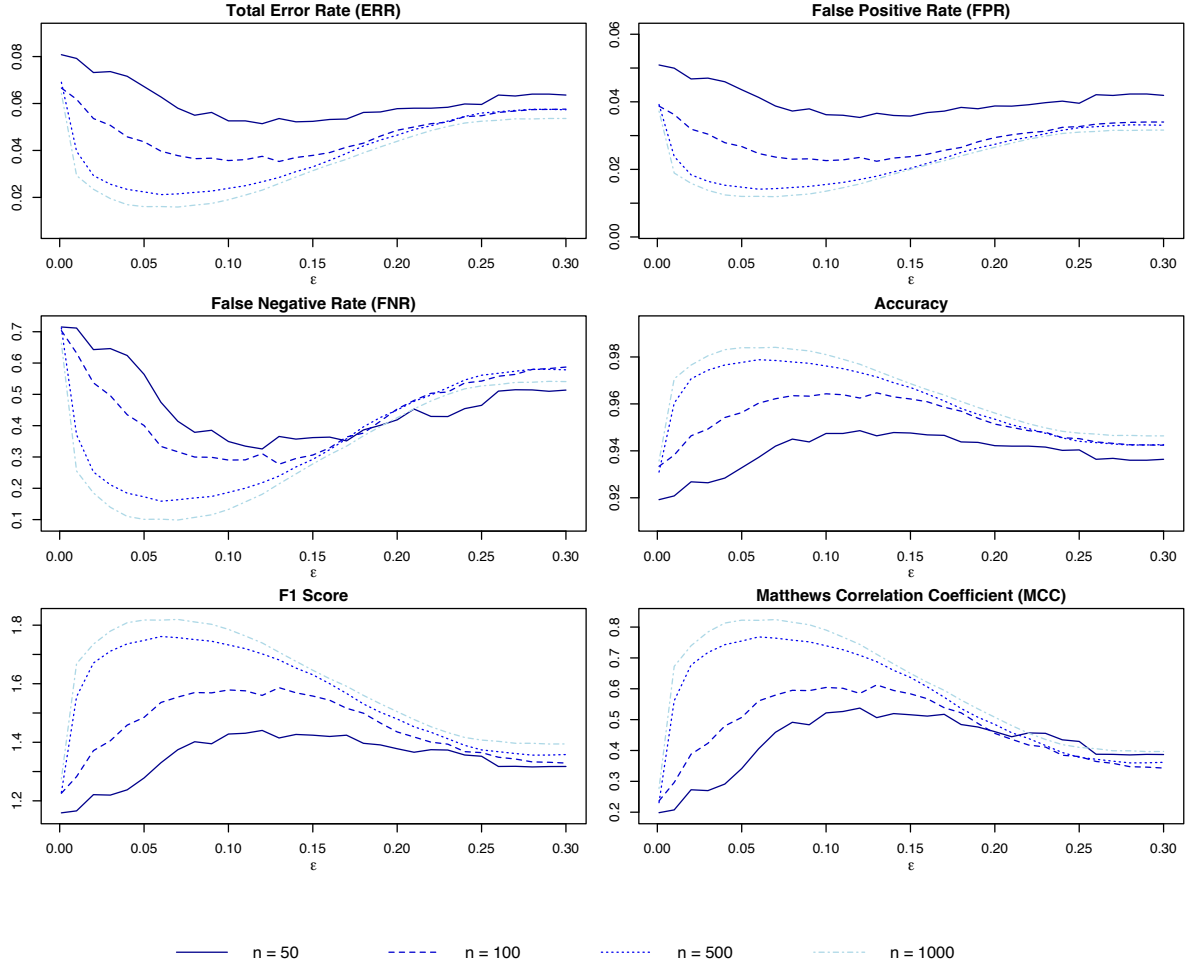 Total Error Rate (ERR)
0.02 0.04 0.06 0.08
0.00 0.05 0.10 0.15 0.20 0.25 0.30
ε
False Positive Rate (FPR)
0.00 0.02 0.04 0.06
0.00 0.05 0.10 0.15 0.20 0.25 0.30
ε
False Negative Rate (FNR)
0.1 0.2 0.3 0.4 0.5 0.6 0.7
0.00 0.05 0.10 0.15 0.20 0.25 0.30
ε
Accuracy
0.92 0.94 0.96 0.98
0.00 0.05 0.10 0.15 0.20 0.25 0.30
ε
F1 Score
1.2 1.4 1.6 1.8
0.00 0.05 0.10 0.15 0.20 0.25 0.30
ε
Matthews Correlation Coefficient (MCC)
0.2 0.3 0.4 0.5 0.6 0.7 0.8
0.00 0.05 0.10 0.15 0.20 0.25 0.30
ε
n = 50 n = 100 n = 500 n = 1000